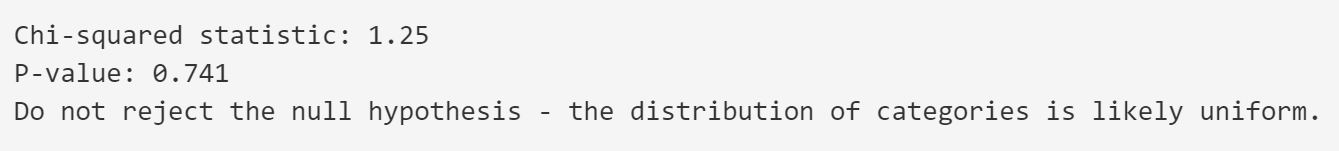 Chi-squared statistic: 1.25
P-value: 0.741
Do not reject the null hypothesis - the distribution of categories is likely uniform.